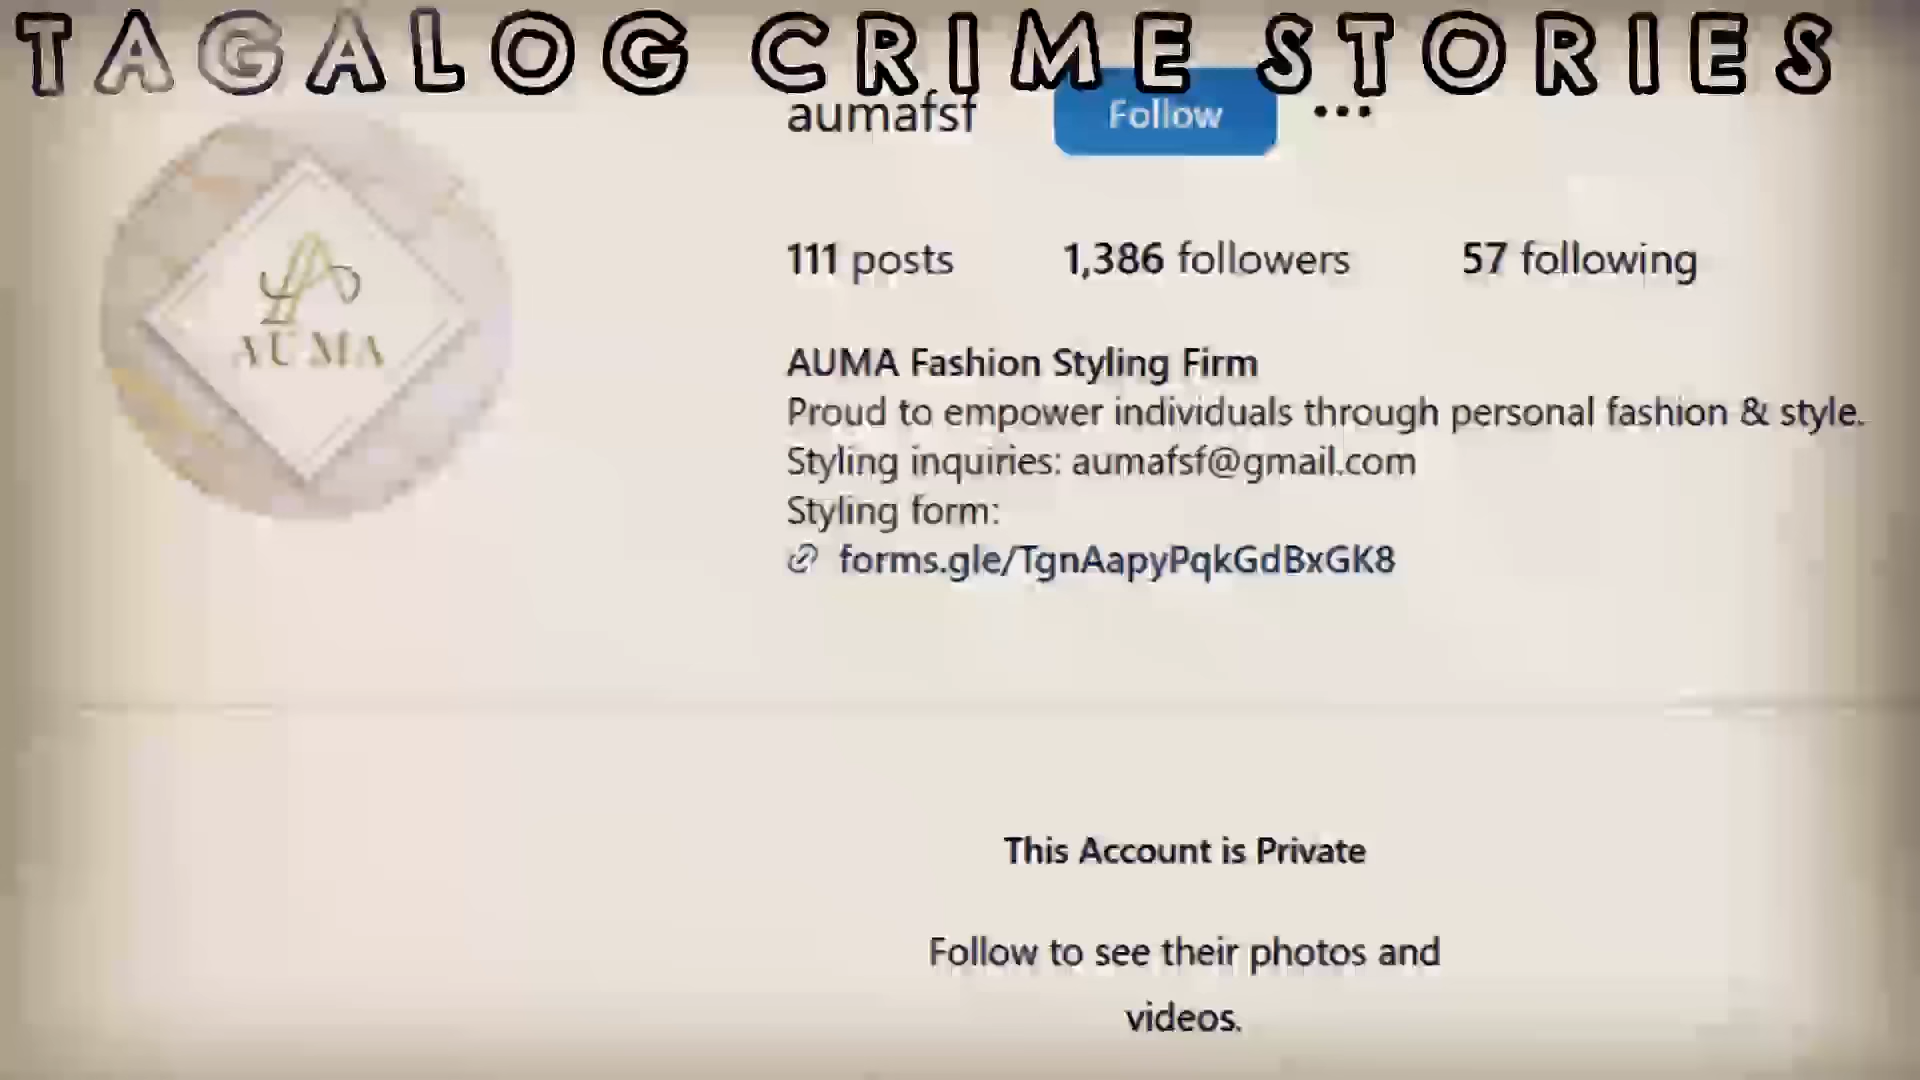 TAGALOG CRIME STORIES
aumafsf Follow •••
111 posts 1,386 followers 57 following
AUMA
AUMA Fashion Styling Firm
Proud to empower individuals through personal fashion & style.
Styling inquiries: aumafsf@gmail.com
Styling form:
forms.gle/TgnAapyPqkGdBxGK8
This Account is Private
Follow to see their photos and
videos.